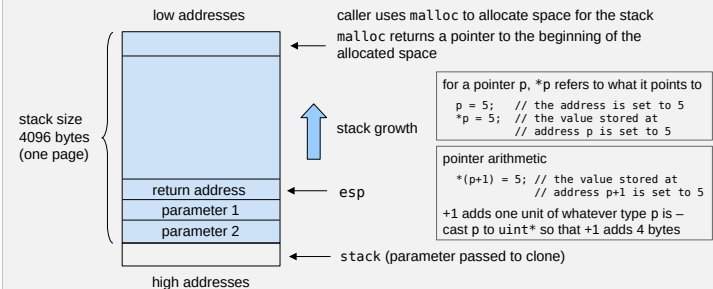 low addresses
caller uses malloc to allocate space for the stack
malloc returns a pointer to the beginning of the
allocated space
for a pointer p, *p refers to what it points to
p = 5;   // the address is set to 5
*p = 5;  // the value stored at
// address p is set to 5
stack size
4096 bytes
(one page)
stack growth
pointer arithmetic
*(p+1) = 5; // the value stored at
// address p+1 is set to 5
+1 adds one unit of whatever type p is –
cast p to uint* so that +1 adds 4 bytes
return address
esp
parameter 1
parameter 2
stack (parameter passed to clone)
high addresses